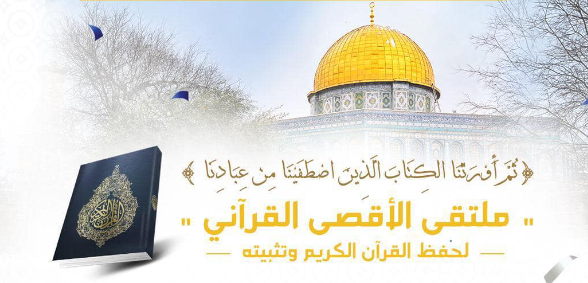 ﴿ ثُمَّ أَوْرَثْنَا الْكِتَابَ الَّذِينَ اصْطَفَيْنَا مِنْ عِبَادِنَا ﴾
" ملتقى الأقصى القرآني "
— لحفظ القرآن الكريم وتثبيته —